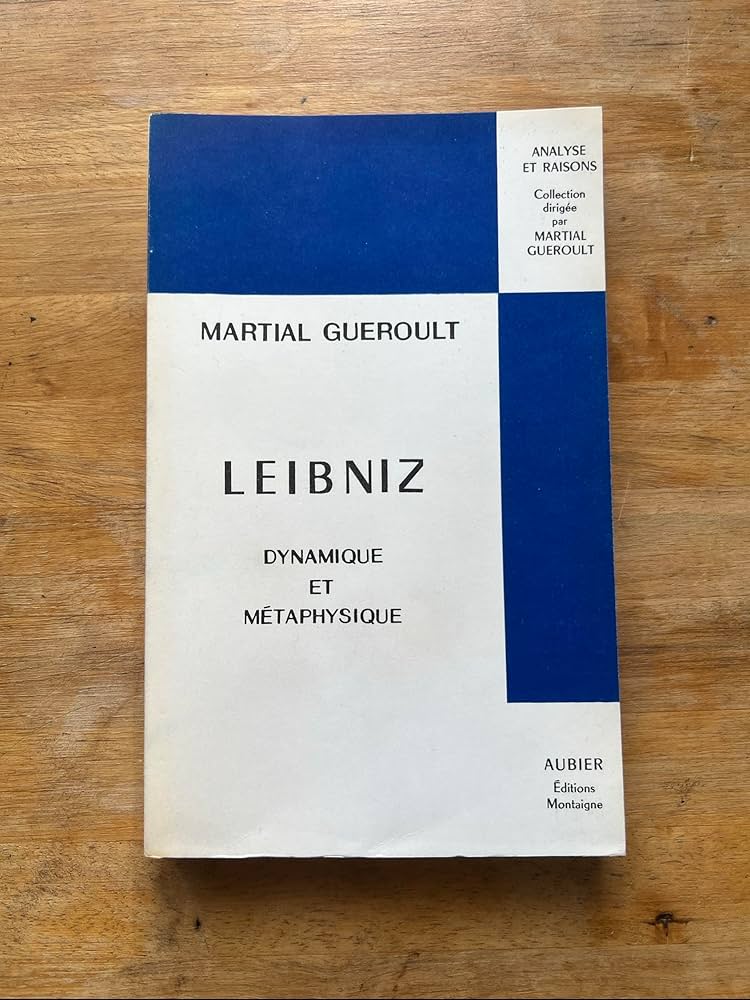 ANALYSE
ET RAISONS
Collection
dirigée
par
MARTIAL
GUEROULT
MARTIAL GUEROULT
LEIBNIZ
DYNAMIQUE
ET
MÉTAPHYSIQUE
AUBIER
Éditions
Montaigne